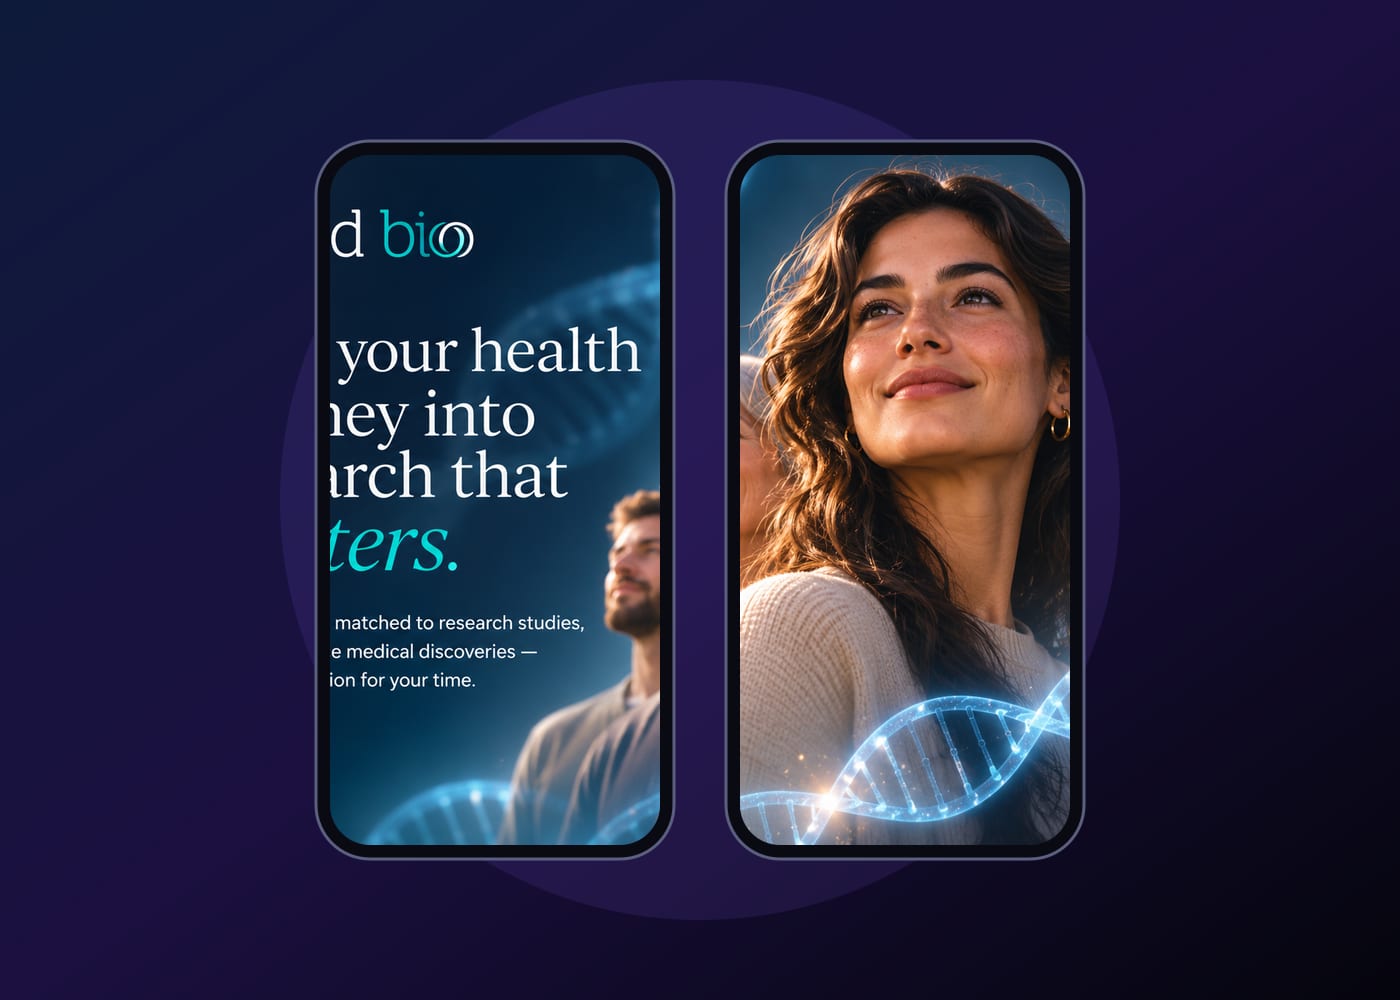 d bio
your health
ney into
arch that
ters.
matched to research studies,
e medical discoveries —
ion for your time.